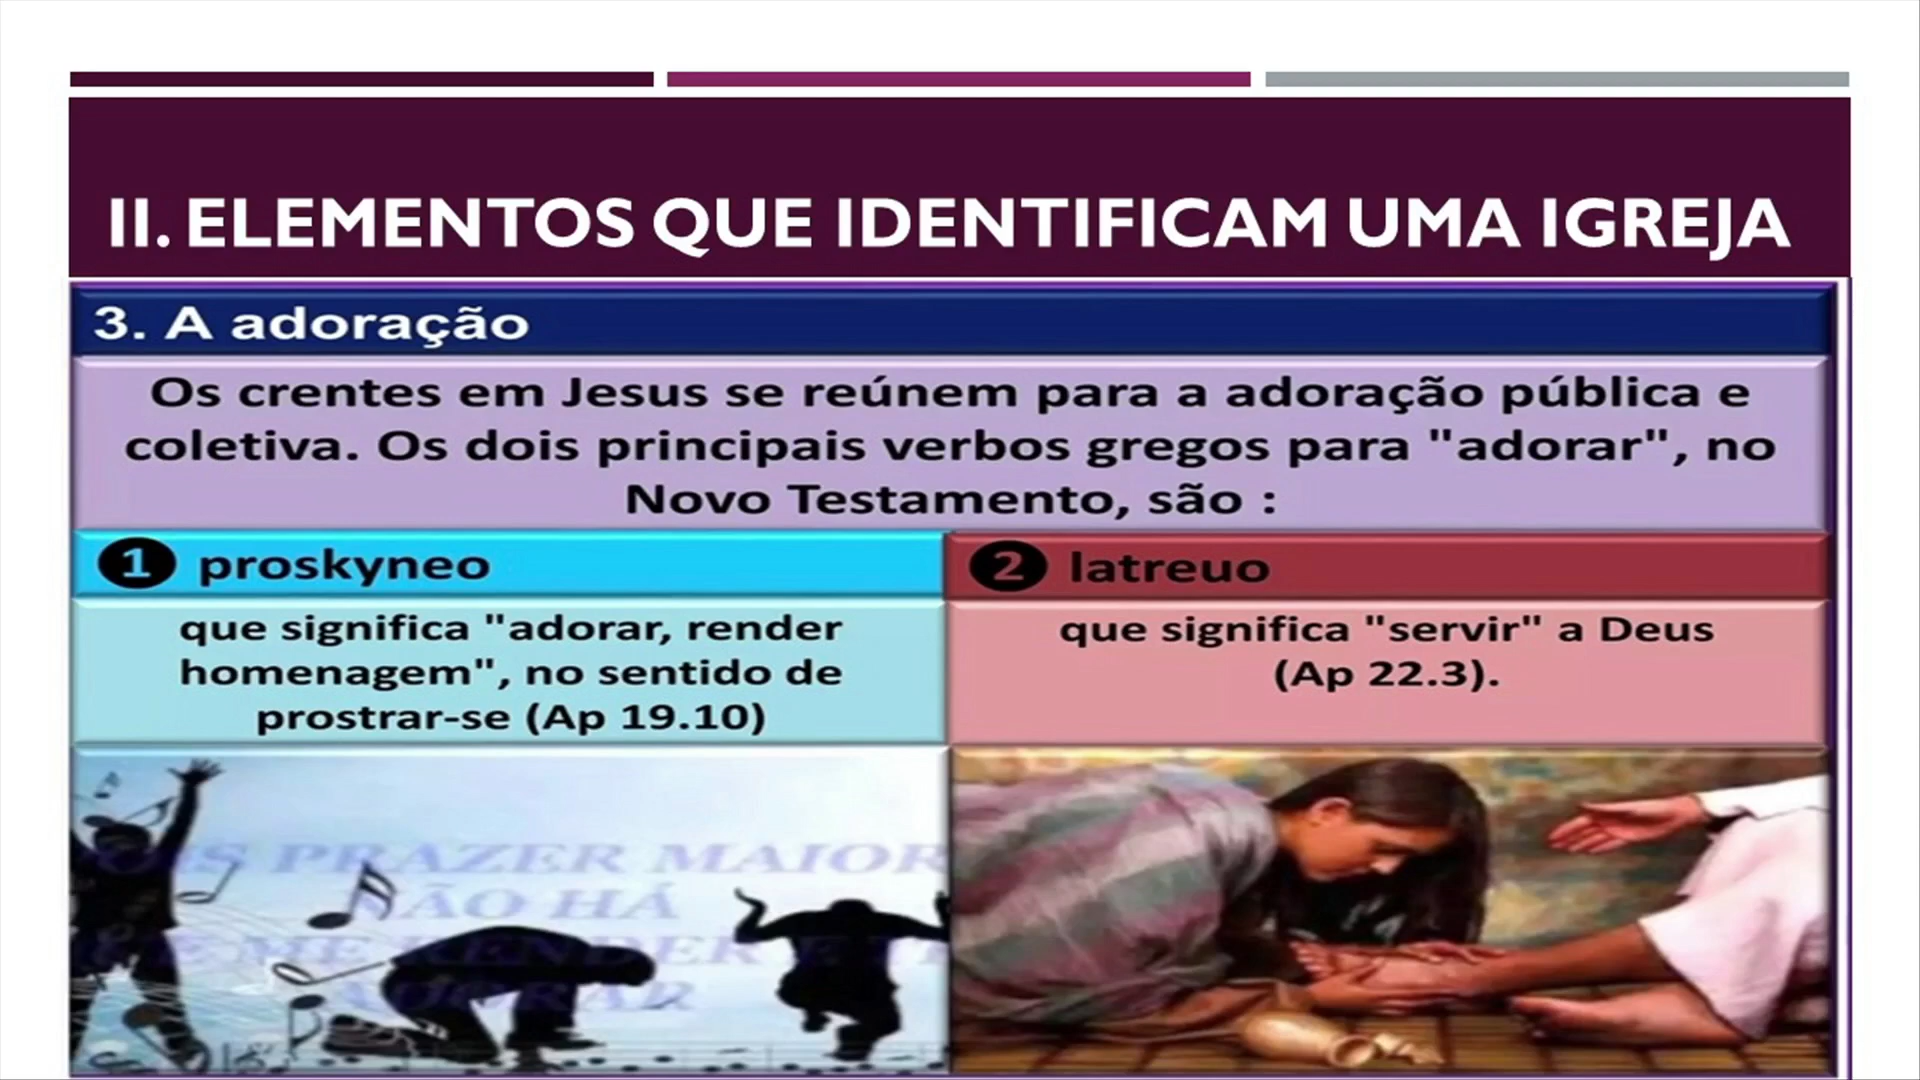 II. ELEMENTOS QUE IDENTIFICAM UMA IGREJA
3. A adoração
Os crentes em Jesus se reúnem para a adoração pública e
coletiva. Os dois principais verbos gregos para "adorar", no
Novo Testamento, são :
1 proskyneo
que significa "adorar, render
homenagem", no sentido de
prostrar-se (Ap 19.10)
2 latreuo
que significa "servir" a Deus
(Ap 22.3).
PRAZER MAIOR
NÃO HÁ
ME RENDER E
ADORAR